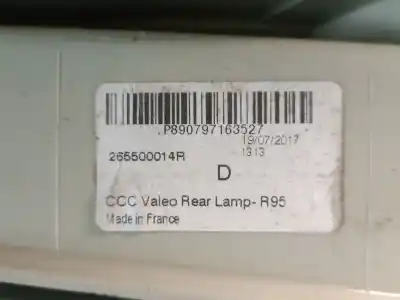 .P890797163527
19/07/2017
265500014R
1313
D
CCC Valeo Rear Lamp- R95
Made in France